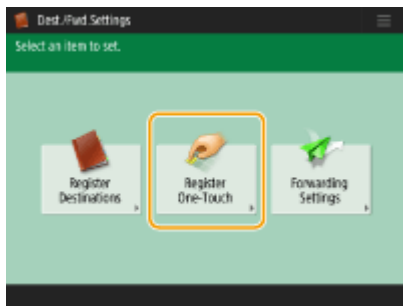 Dest./Fwd.Settings
Select an item to set.
Register
Destinations
Register
One-Touch
Forwarding
Settings